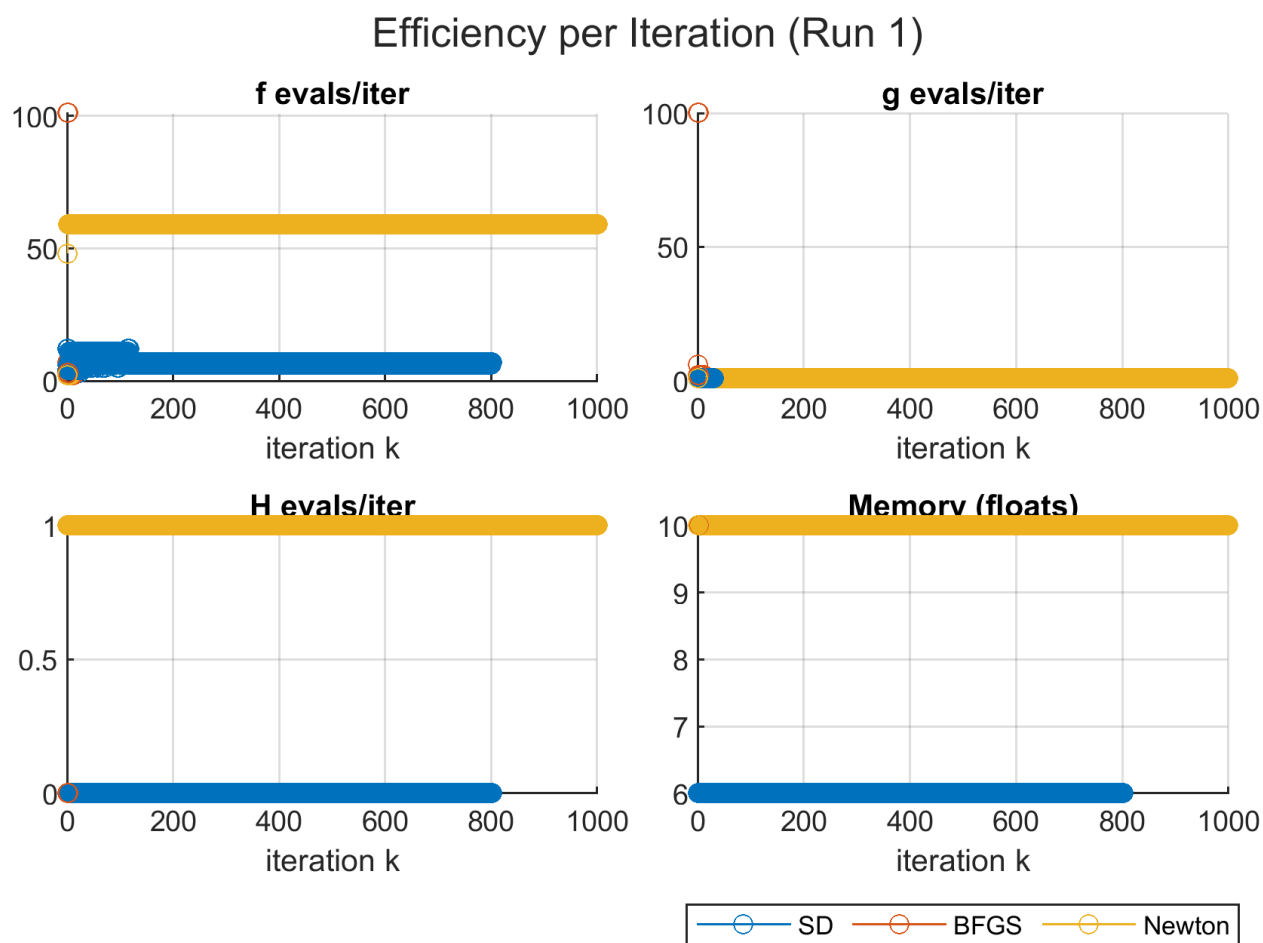 Efficiency per Iteration (Run 1)
f evals/iter
100
50
0
0 200 400 600 800 1000
iteration k
g evals/iter
100
50
0
0 200 400 600 800 1000
iteration k
H evals/iter
1
0.5
0
0 200 400 600 800 1000
iteration k
Memory (floats)
10
9
8
7
6
0 200 400 600 800 1000
iteration k
SD BFGS Newton